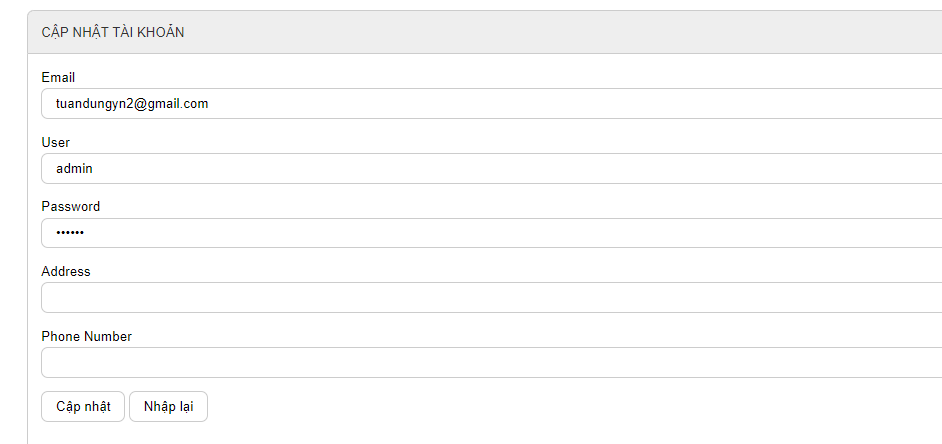 CẬP NHẬT TÀI KHOẢN
Email
tuandungyn2@gmail.com
User
admin
Password
••••••
Address
Phone Number
Cập nhật Nhập lại